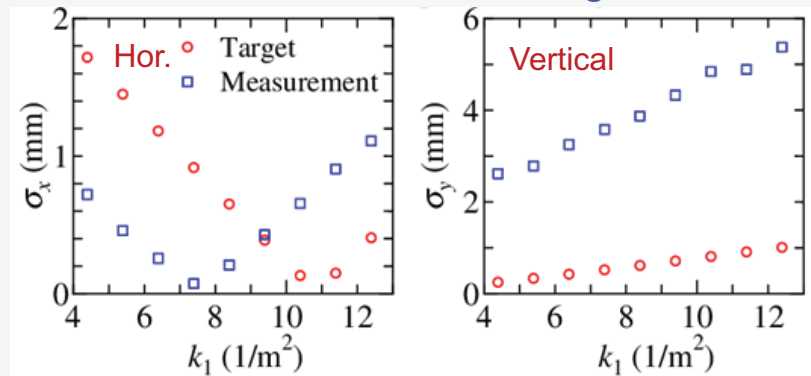 2
Hor.
Target
Measurement
1
σx (mm)
0
4 6 8 10 12
k1 (1/m2)
6
Vertical
4
σy (mm)
2
0
4 6 8 10 12
k1 (1/m2)